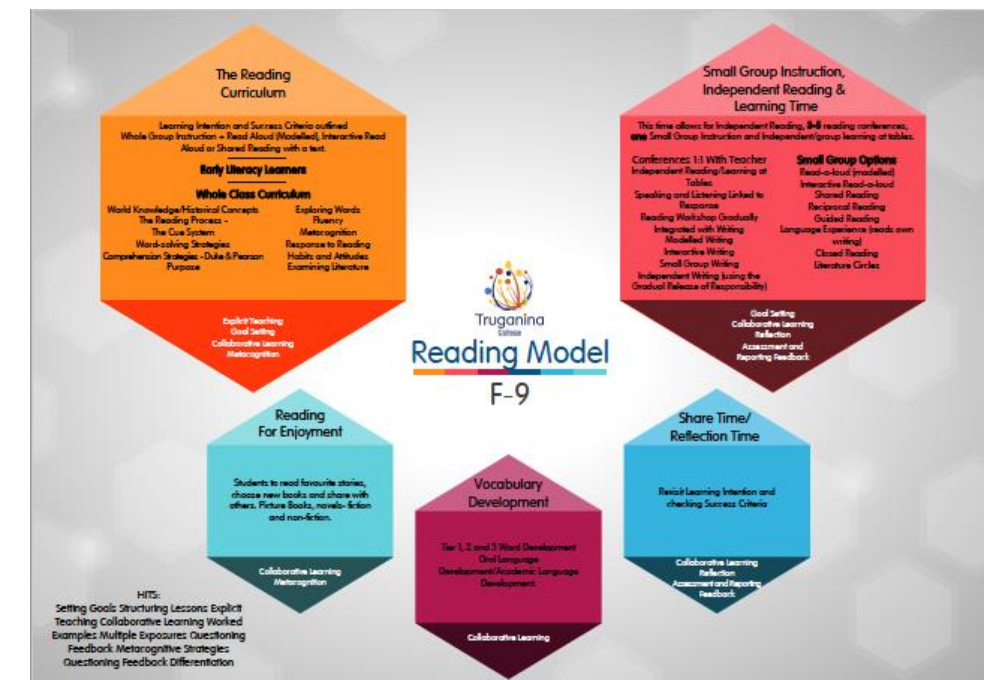 The Reading
Curriculum
Learning Intention and Success Criteria outlined
Whole Group Instruction + Read Aloud (Modelled), Interactive Read
Aloud or Shared Reading with a text.
Early Literacy Learners
Whole Class Curriculum
World Knowledge/Historical Concepts
The Reading Process -
The Cue System
Word-solving Strategies
Comprehension Strategies - Duke & Pearson
Purpose
Exploring Words
Fluency
Metacognition
Response to Reading
Habits and Attitudes
Examining Literature
Explicit Teaching
Goal Setting
Collaborative Learning
Metacognition
Small Group Instruction,
Independent Reading &
Learning Time
This time allows for Independent Reading, 3-5 reading conferences,
one Small Group Instruction and Independent/group learning at tables.
Conferences 1:1 With Teacher
Independent Reading/Learning at
Tables
Speaking and Listening Linked to
Response
Reading Workshop Gradually
Integrated with Writing
Modelled Writing
Interactive Writing
Small Group Writing
Independent Writing (using the
Gradual Release of Responsibility)
Small Group Options
Read-a-loud (modelled)
Interactive Read-a-loud
Shared Reading
Reciprocal Reading
Guided Reading
Language Experience (reads own
writing)
Closed Reading
Literature Circles
Goal Setting
Collaborative Learning
Reflection
Assessment and
Reporting Feedback
Truganina
College
Reading Model
F-9
Reading
For Enjoyment
Students to read favourite stories,
choose new books and share with
others. Picture Books, novels- fiction
and non-fiction.
Collaborative Learning
Metacognition
Vocabulary
Development
Tier 1, 2 and 3 Word Development
Oral Language
Development/Academic Language
Development
Collaborative Learning
Share Time/
Reflection Time
Revisit Learning Intention and
checking Success Criteria
Collaborative Learning
Reflection
Assessment and Reporting
Feedback
HITS:
Setting Goals Structuring Lessons Explicit
Teaching Collaborative Learning Worked
Examples Multiple Exposures Questioning
Feedback Metacognitive Strategies
Questioning Feedback Differentiation